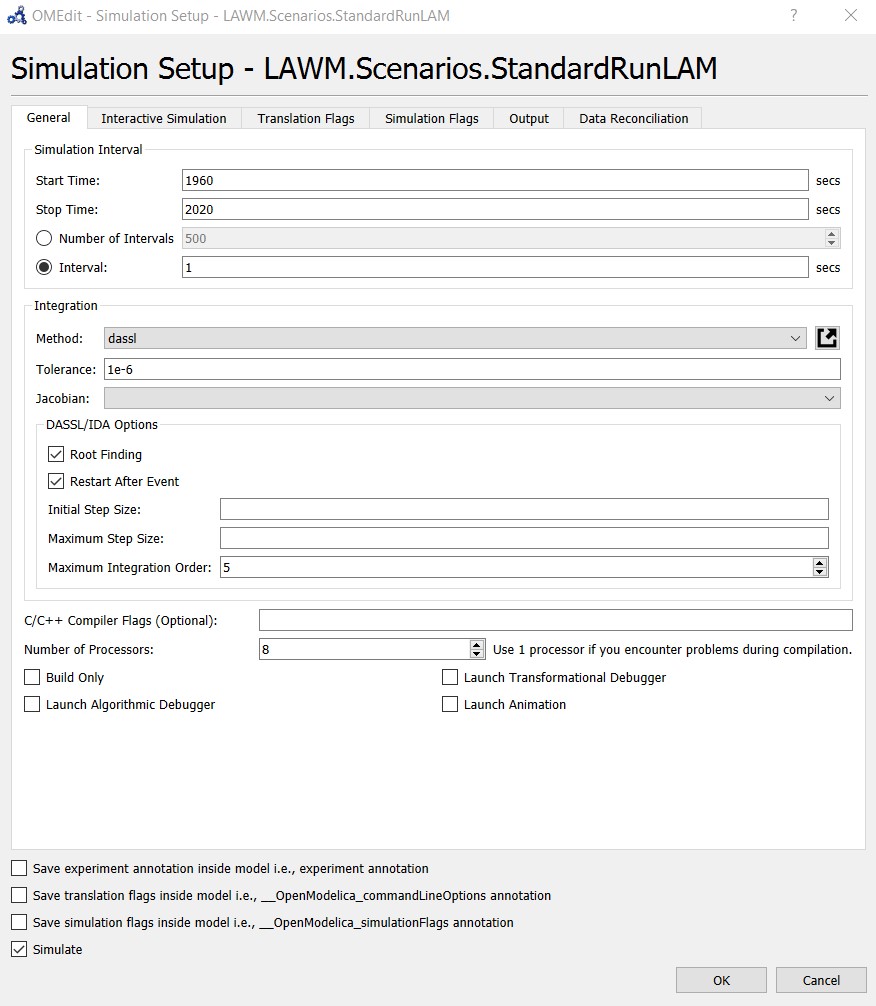 OMEdit - Simulation Setup - LAWM.Scenarios.StandardRunLAM
Simulation Setup - LAWM.Scenarios.StandardRunLAM
General Interactive Simulation Translation Flags Simulation Flags Output Data Reconciliation
Simulation Interval
Start Time: 1960 secs
Stop Time: 2020 secs
Number of Intervals 500
Interval: 1 secs
Integration
Method: dassl
Tolerance: 1e-6
Jacobian:
DASSL/IDA Options
Root Finding
Restart After Event
Initial Step Size:
Maximum Step Size:
Maximum Integration Order: 5
C/C++ Compiler Flags (Optional):
Number of Processors: 8 Use 1 processor if you encounter problems during compilation.
Build Only Launch Transformational Debugger
Launch Algorithmic Debugger Launch Animation
Save experiment annotation inside model i.e., experiment annotation
Save translation flags inside model i.e., __OpenModelica_commandLineOptions annotation
Save simulation flags inside model i.e., __OpenModelica_simulationFlags annotation
Simulate
OK Cancel